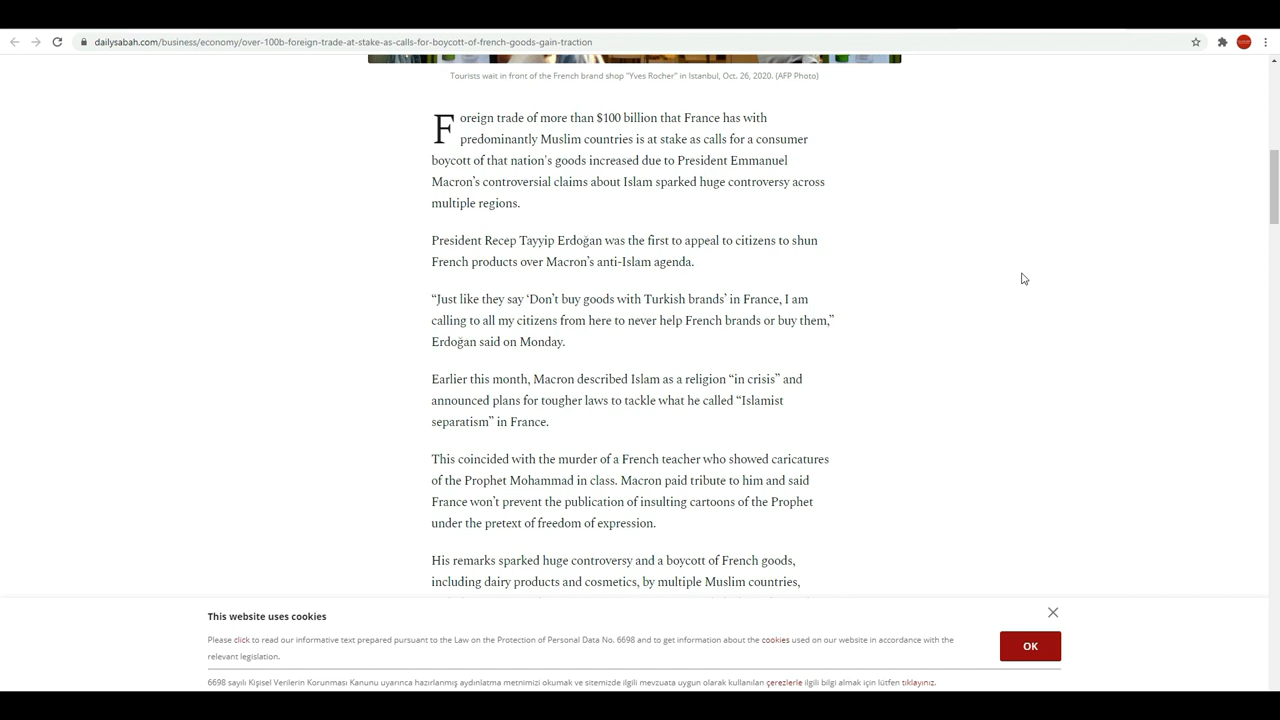 dailysabah.com/business/economy/over-100b-foreign-trade-at-stake-as-calls-for-boycott-of-french-goods-gain-traction
Tourists wait in front of the French brand shop "Yves Rocher" in Istanbul, Oct. 26, 2020. (AFP Photo)
Foreign trade of more than $100 billion that France has with
predominantly Muslim countries is at stake as calls for a consumer
boycott of that nation's goods increased due to President Emmanuel
Macron’s controversial claims about Islam sparked huge controversy across
multiple regions.
President Recep Tayyip Erdoğan was the first to appeal to citizens to shun
French products over Macron’s anti-Islam agenda.
“Just like they say ‘Don’t buy goods with Turkish brands’ in France, I am
calling to all my citizens from here to never help French brands or buy them,”
Erdoğan said on Monday.
Earlier this month, Macron described Islam as a religion “in crisis” and
announced plans for tougher laws to tackle what he called “Islamist
separatism” in France.
This coincided with the murder of a French teacher who showed caricatures
of the Prophet Mohammad in class. Macron paid tribute to him and said
France won’t prevent the publication of insulting cartoons of the Prophet
under the pretext of freedom of expression.
His remarks sparked huge controversy and a boycott of French goods,
including dairy products and cosmetics, by multiple Muslim countries,
This website uses cookies
Please click to read our informative text prepared pursuant to the Law on the Protection of Personal Data No. 6698 and to get information about the cookies used on our website in accordance with the
relevant legislation.
OK
6698 sayılı Kişisel Verilerin Korunması Kanunu uyarınca hazırlanmış aydınlatma metnimizi okumak ve sitemizde ilgili mevzuata uygun olarak kullanılan çerezlerle ilgili bilgi almak için lütfen tıklayınız.